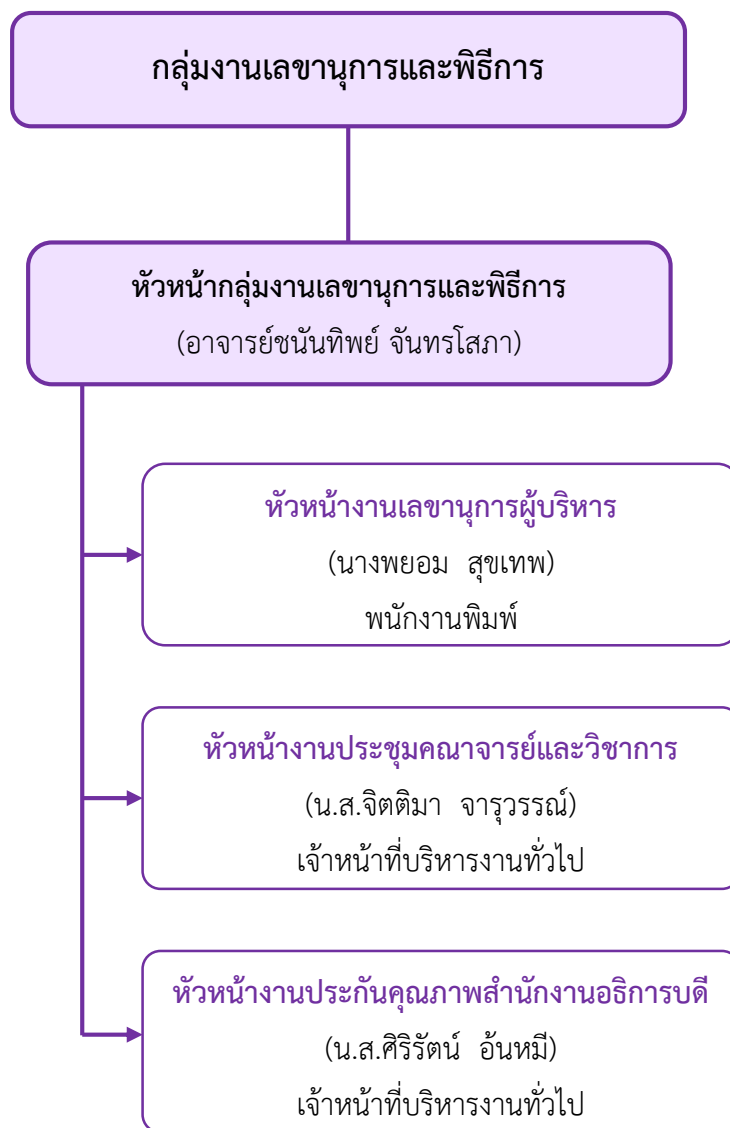 กลุ่มงานเลขานุการและพิธีการ
หัวหน้ากลุ่มงานเลขานุการและพิธีการ
(อาจารย์ชนันทิพย์ จันทรโสภา)
หัวหน้างานเลขานุการผู้บริหาร
(นางพยอม สุขเทพ)
พนักงานพิมพ์
หัวหน้างานประชุมคณาจารย์และวิชาการ
(น.ส.จิตติมา จารุวรรณ์)
เจ้าหน้าที่บริหารงานทั่วไป
หัวหน้างานประกันคุณภาพสำนักงานอธิการบดี
(น.ส.ศิริรัตน์ อ้นหมี)
เจ้าหน้าที่บริหารงานทั่วไป